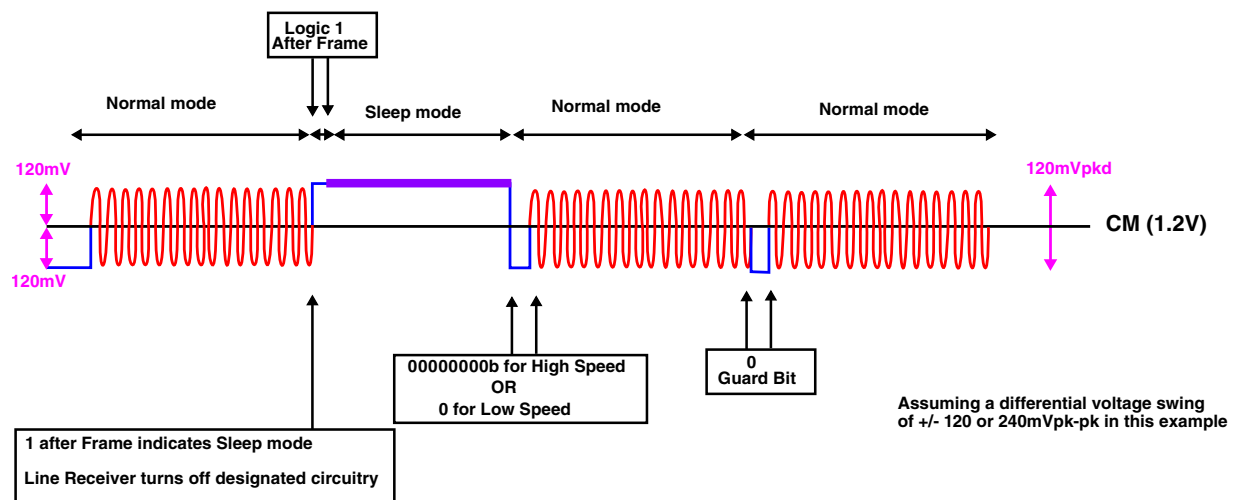 Logic 1
After Frame
Normal mode
Sleep mode
Normal mode
Normal mode
120mV
120mVpkd
CM (1.2V)
120mV
00000000b for High Speed
OR
0 for Low Speed
0
Guard Bit
Assuming a differential voltage swing
of +/- 120 or 240mVpk-pk in this example
1 after Frame indicates Sleep mode
Line Receiver turns off designated circuitry